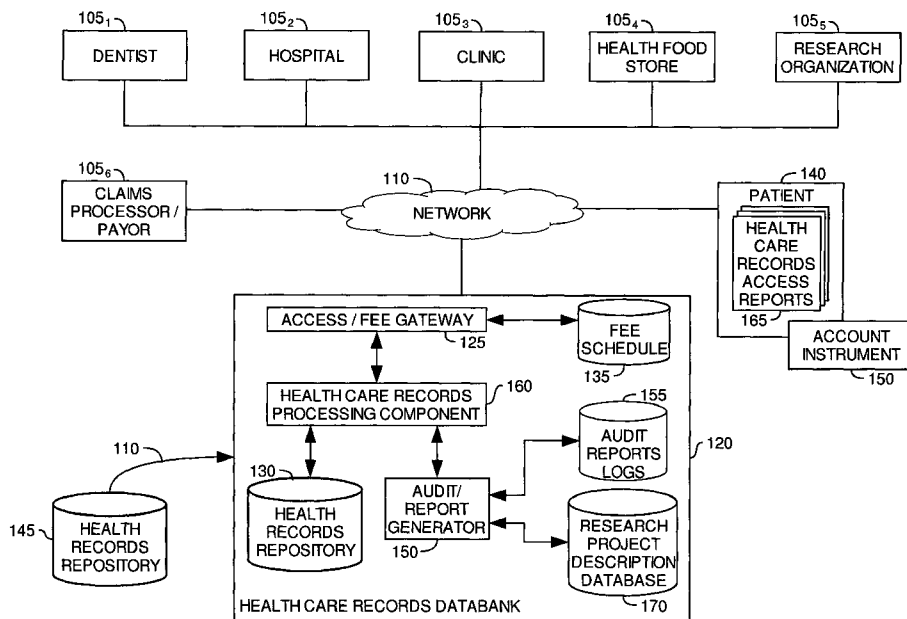 105₁
DENTIST
105₂
HOSPITAL
105₃
CLINIC
105₄
HEALTH FOOD
STORE
105₅
RESEARCH
ORGANIZATION
105₆
CLAIMS
PROCESSOR /
PAYOR
110
NETWORK
140
PATIENT
HEALTH
CARE
RECORDS
ACCESS
REPORTS
165
ACCOUNT
INSTRUMENT
150
ACCESS / FEE GATEWAY
125
FEE
SCHEDULE
135
160
HEALTH CARE RECORDS
PROCESSING COMPONENT
155
AUDIT
REPORTS
LOGS
120
110
145
HEALTH
RECORDS
REPOSITORY
130
HEALTH
RECORDS
REPOSITORY
AUDIT/
REPORT
GENERATOR
150
RESEARCH
PROJECT
DESCRIPTION
DATABASE
170
HEALTH CARE RECORDS DATABANK